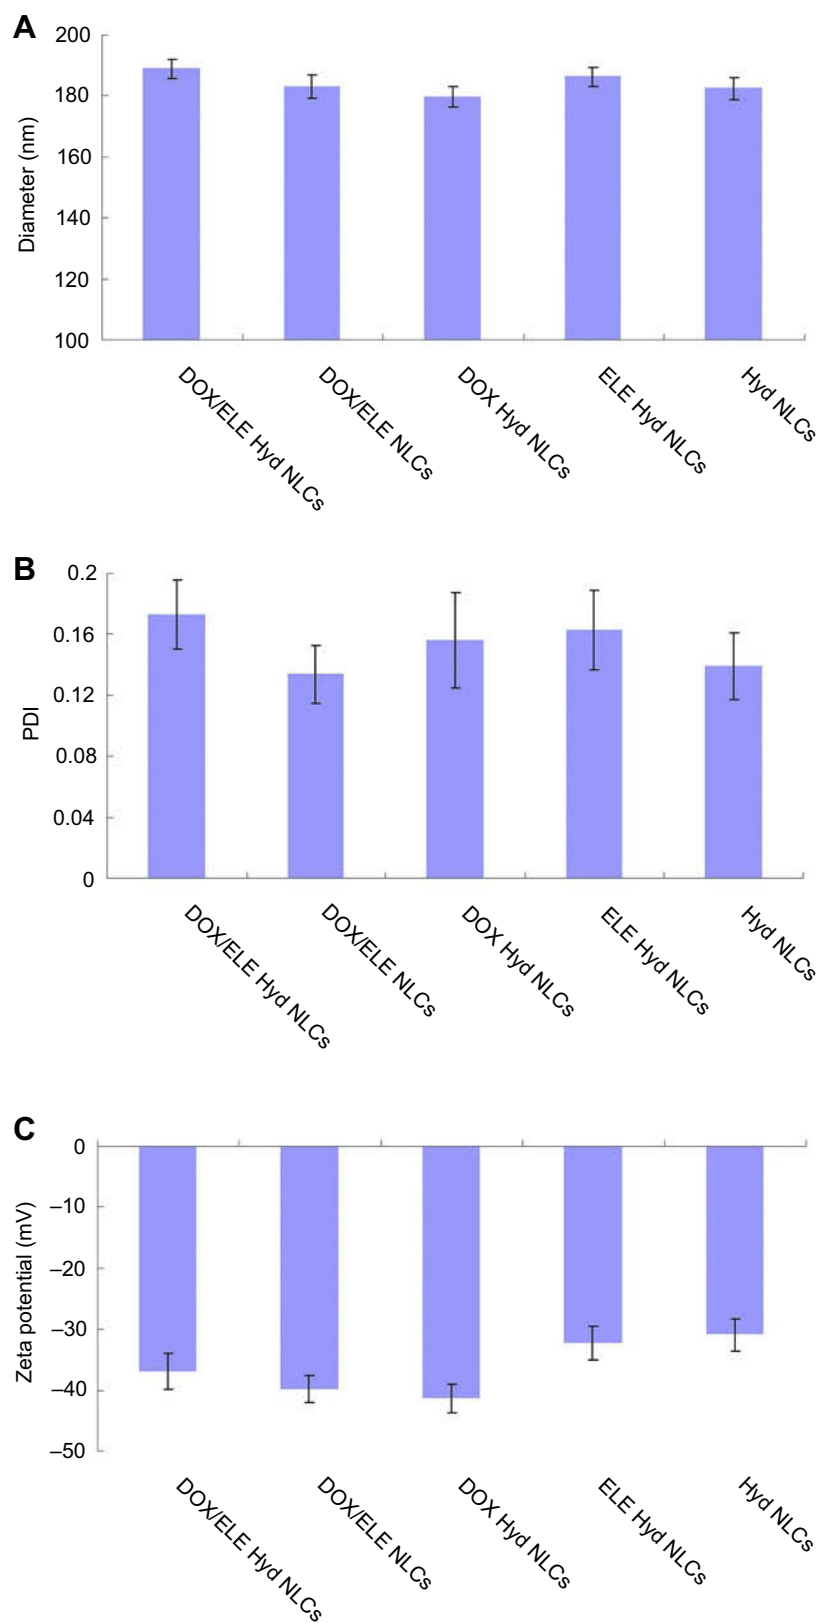 A
200
180
160
140
120
100
Diameter (nm)
DOX/ELE Hyd NLCs
DOX/ELE NLCs
DOX Hyd NLCs
ELE Hyd NLCs
Hyd NLCs
B
0.2
0.16
0.12
0.08
0.04
0
PDI
DOX/ELE Hyd NLCs
DOX/ELE NLCs
DOX Hyd NLCs
ELE Hyd NLCs
Hyd NLCs
C
0
–10
–20
–30
–40
–50
Zeta potential (mV)
DOX/ELE Hyd NLCs
DOX/ELE NLCs
DOX Hyd NLCs
ELE Hyd NLCs
Hyd NLCs